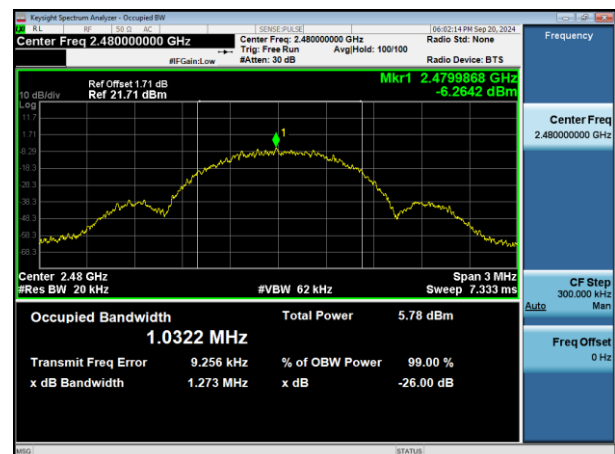 Keysight Spectrum Analyzer - Occupied BW
RL RF 50 Ω AC SENSE:PULSE 06:02:14 PM Sep 20, 2024
Center Freq 2.480000000 GHz
Center Freq: 2.480000000 GHz
Radio Std: None
Trig: Free Run Avg|Hold: 100/100
#IFGain:Low
#Atten: 30 dB
Radio Device: BTS
Frequency
Ref Offset 1.71 dB
Ref 21.71 dBm
10 dB/div
Log
Mkr1 2.4799868 GHz
-6.2642 dBm
11.7
1.71
-8.29
-18.3
-28.3
-38.3
-48.3
-58.3
-68.3
1
Center 2.48 GHz
Span 3 MHz
#Res BW 20 kHz
#VBW 62 kHz
Sweep 7.333 ms
Occupied Bandwidth
1.0322 MHz
Total Power 5.78 dBm
Transmit Freq Error 9.256 kHz
% of OBW Power 99.00 %
x dB Bandwidth 1.273 MHz
x dB -26.00 dB
Center Freq
2.480000000 GHz
CF Step
300.000 kHz
Auto Man
Freq Offset
0 Hz
MSG
STATUS